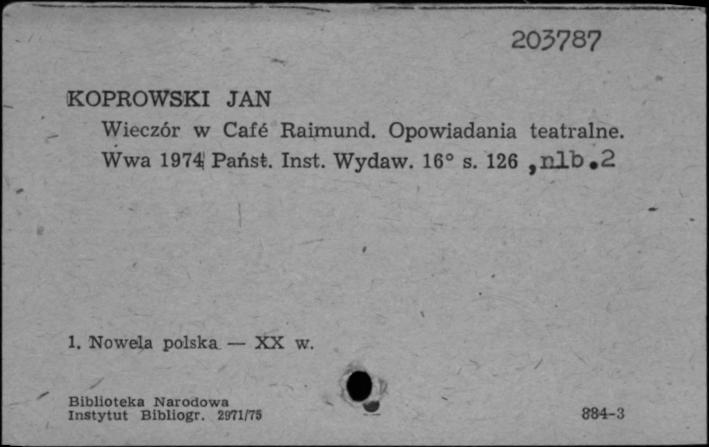 203787
KOPROWSKI JAN
Wieczór w Café Raimund. Opowiadania teatralne.
Wwa 1974 Państ. Inst. Wydaw. 16° s. 126 ,nlb.2
1. Nowela polska — XX w.
Biblioteka Narodowa
Instytut Bibliogr. 2971/75
884-3